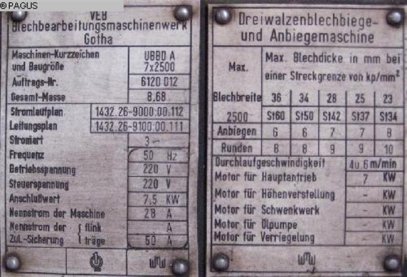 © PAGUS
VEB
Blechbearbeitungsmaschinenwerk
Gotha
Maschinen-Kurzzeichen UBBD A
und Baugröße 7x2500
Auftrags-Nr. 6120 012
Gesamt-Masse 8,68
Stromlaufplan 1432.26-9000.00.112
Leitungsplan 1432.26-9100.00.111
Stromart 3~
Frequenz 50 Hz
Betriebsspannung 220 V
Steuerspannung 220 V
Anschlußwert 7,5 KW
Nennstrom der Maschine 28 A
Nennstrom der flink A
Zul.-Sicherung träge 60 A
Dreiwalzenblechbiege-
und Anbiegemaschine
Max. Max. Blechdicke in mm bei
einer Streckgrenze von kp/mm²
Blechbreite 36 34 28 25 23
2500 St60 St50 St42 St37 St34
Anbiegen 6 6 7 7 7
Runden 8 8 9 9 10
Durchlaufgeschwindigkeit 4u6 m/min
Motor für Hauptantrieb 7 KW
Motor für Höhenverstellung - KW
Motor für Schwenkwerk - KW
Motor für Ölpumpe - KW
Motor für Verriegelung - KW